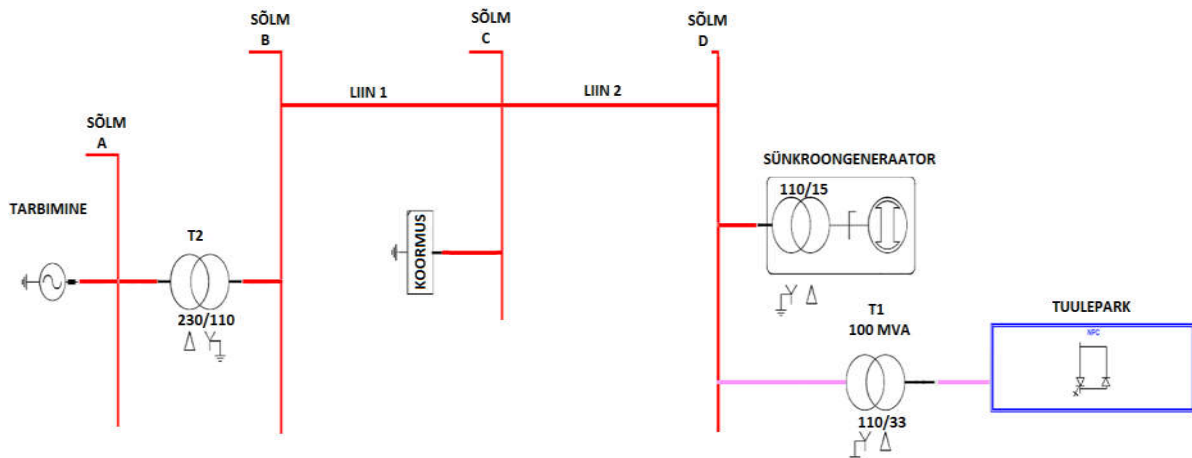 SÕLM
A
TARBIMINE
T2
230/110
SÕLM
B
LIIN 1
SÕLM
C
KOORMUS
LIIN 2
SÕLM
D
SÜNKROONGENERAATOR
110/15
T1
100 MVA
110/33
TUULEPARK
NPC